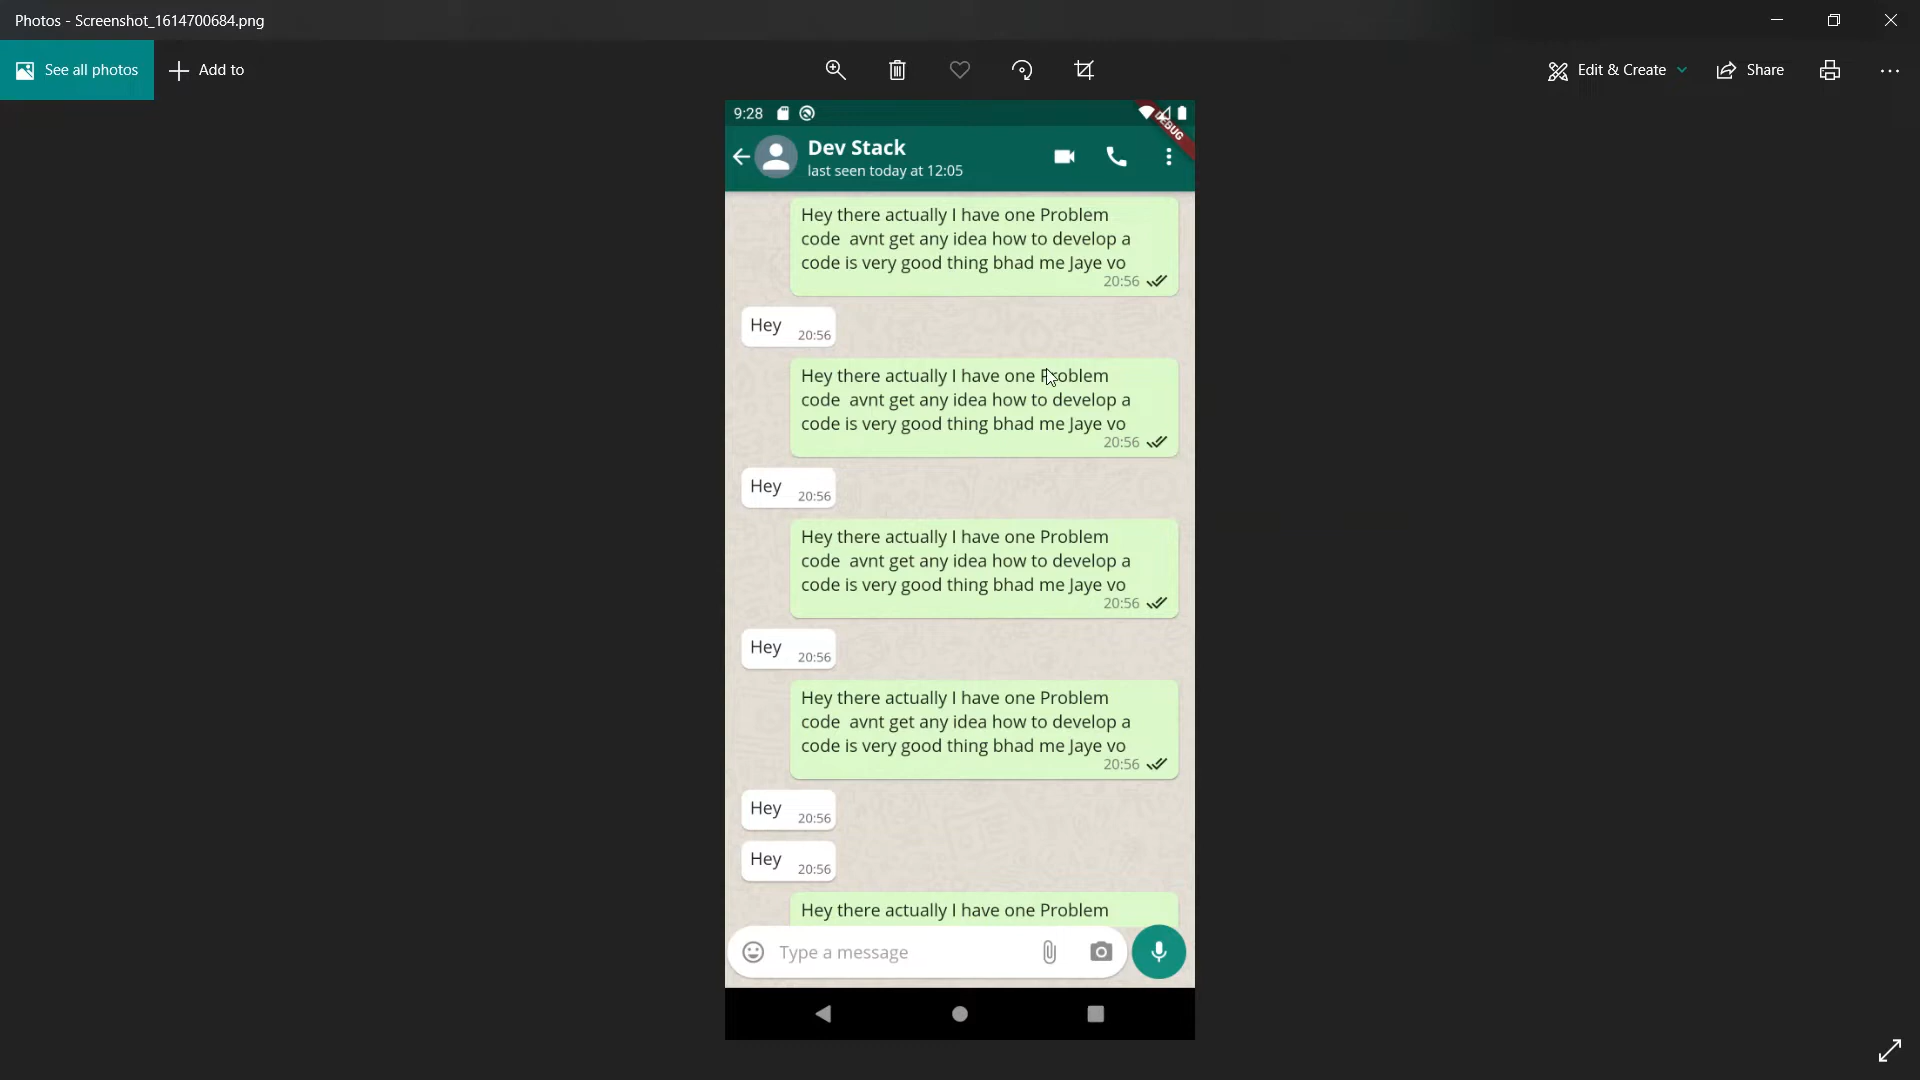 Photos - Screenshot_1614700684.png
See all photos
Add to
Edit & Create
Share
9:28
DEBUG
Dev Stack
last seen today at 12:05
Hey there actually I have one Problem
code  avnt get any idea how to develop a
code is very good thing bhad me Jaye vo
20:56
Hey 20:56
Hey there actually I have one Problem
code  avnt get any idea how to develop a
code is very good thing bhad me Jaye vo
20:56
Hey 20:56
Hey there actually I have one Problem
code  avnt get any idea how to develop a
code is very good thing bhad me Jaye vo
20:56
Hey 20:56
Hey there actually I have one Problem
code  avnt get any idea how to develop a
code is very good thing bhad me Jaye vo
20:56
Hey 20:56
Hey 20:56
Hey there actually I have one Problem
Type a message